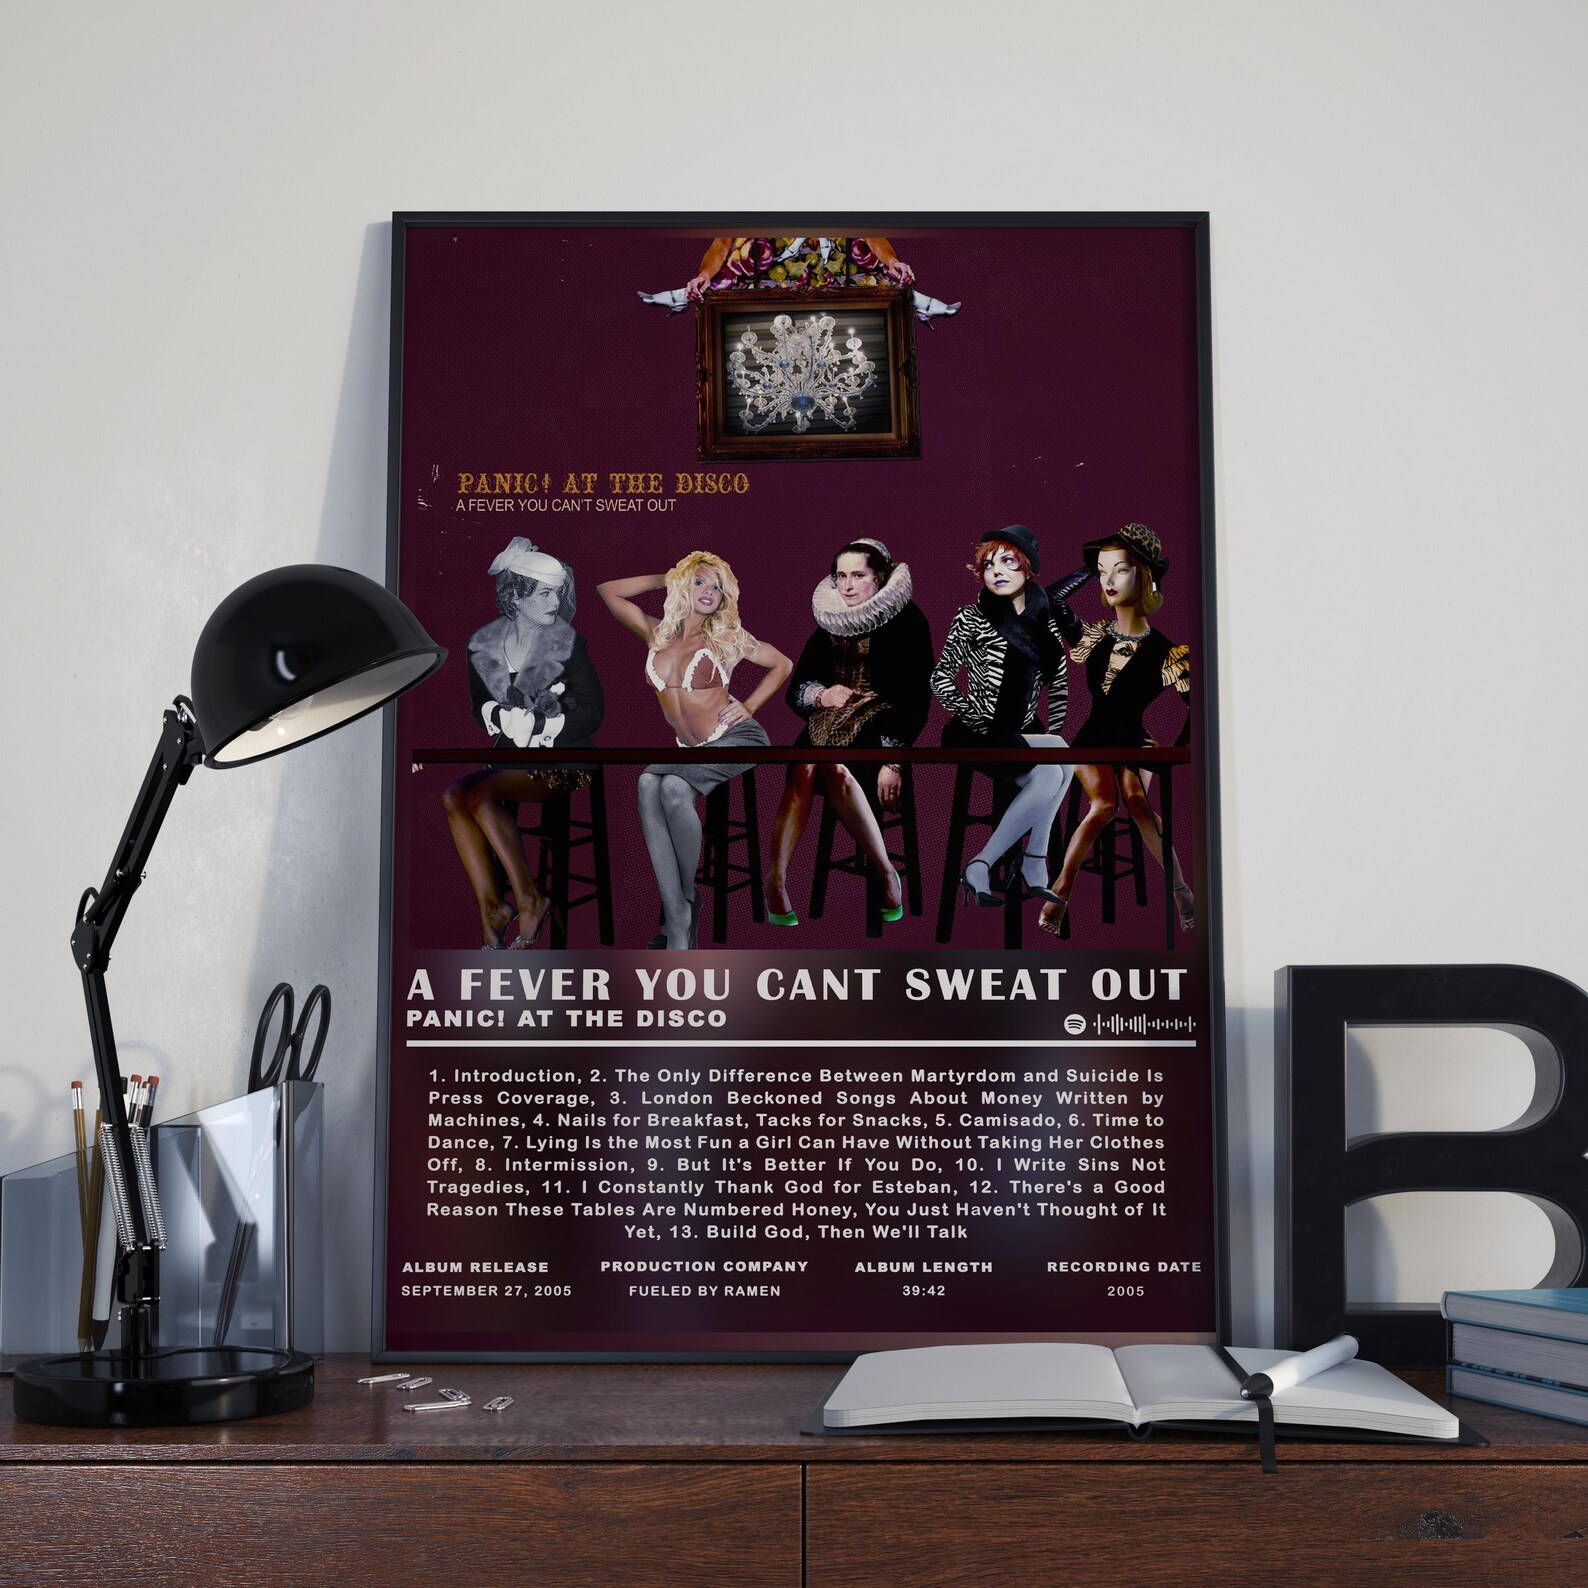 PANIC! AT THE DISCO
A FEVER YOU CAN'T SWEAT OUT
A FEVER YOU CANT SWEAT OUT
PANIC! AT THE DISCO
1. Introduction, 2. The Only Difference Between Martyrdom and Suicide Is
Press Coverage, 3. London Beckoned Songs About Money Written by
Machines, 4. Nails for Breakfast, Tacks for Snacks, 5. Camisado, 6. Time to
Dance, 7. Lying Is the Most Fun a Girl Can Have Without Taking Her Clothes
Off, 8. Intermission, 9. But It's Better If You Do, 10. I Write Sins Not
Tragedies, 11. I Constantly Thank God for Esteban, 12. There's a Good
Reason These Tables Are Numbered Honey, You Just Haven't Thought of It
Yet, 13. Build God, Then We'll Talk
ALBUM RELEASE PRODUCTION COMPANY ALBUM LENGTH RECORDING DATE
SEPTEMBER 27, 2005 FUELED BY RAMEN 39:42 2005
B